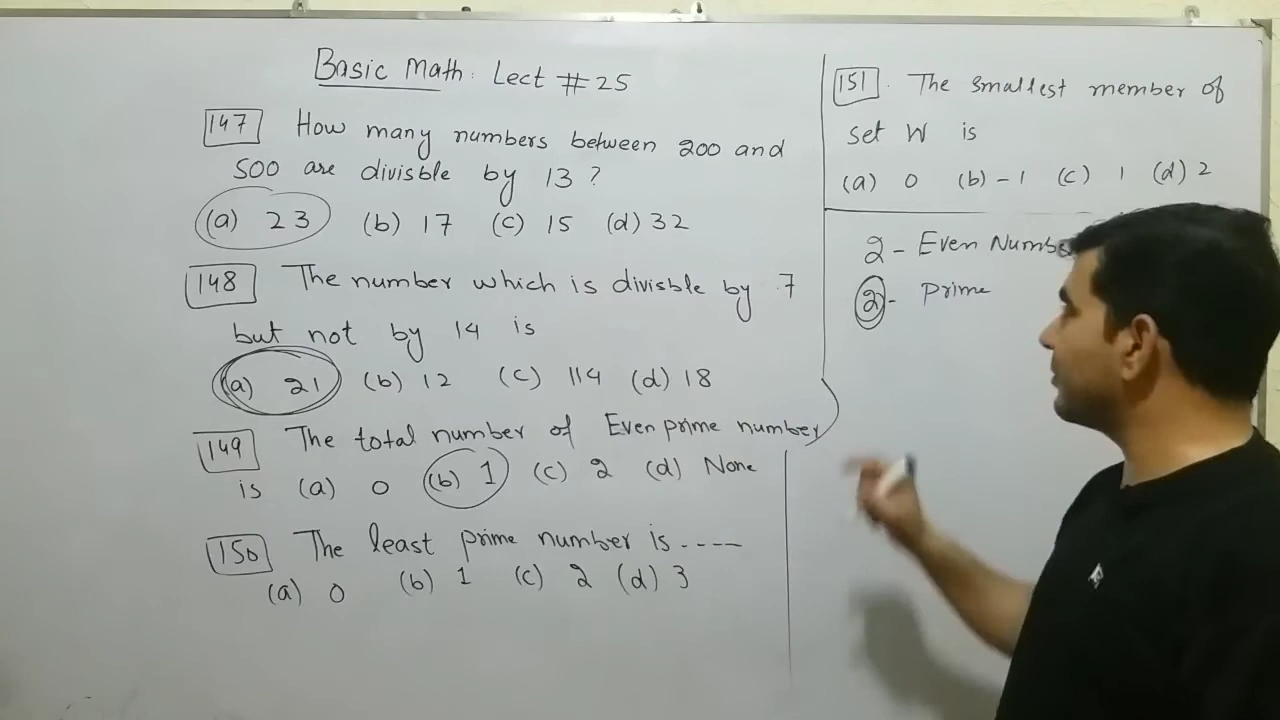 Basic Math: Lect #25
147 How many numbers between 200 and
500 are divisble by 13 ?
(a) 23 (b) 17 (c) 15 (d) 32
148 The number which is divisble by 7
but not by 14 is
(a) 21 (b) 12 (c) 114 (d) 18
149 The total number of Even prime number
is (a) 0 (b) 1 (c) 2 (d) None
150 The least prime number is ----
(a) 0 (b) 1 (c) 2 (d) 3
151. The smallest member of
set W is
(a) 0 (b) -1 (c) 1 (d) 2
2 - Even
2 - Prime